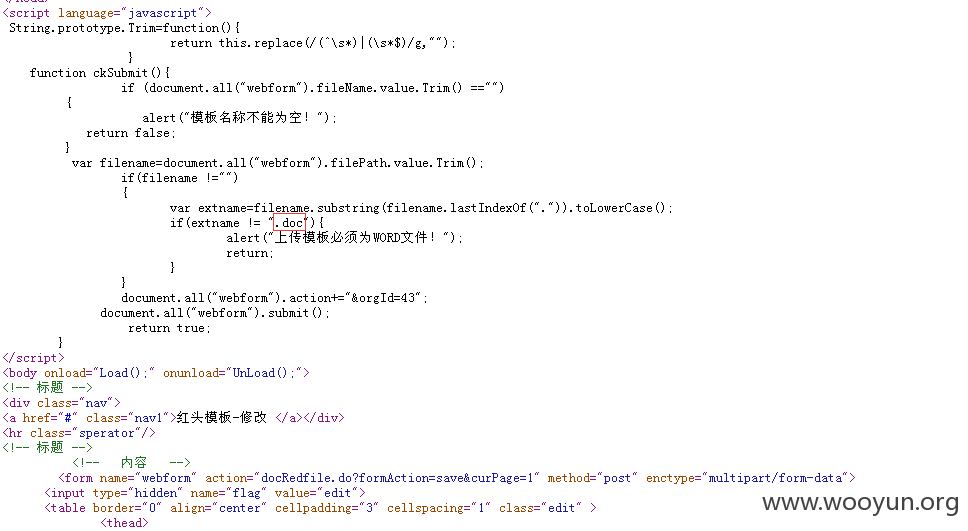 </head>
<script language="javascript">
String.prototype.Trim=function(){
return this.replace(/(^\s*)|(\s*$)/g,"");
}
function ckSubmit(){
if (document.all("webform").fileName.value.Trim() =="")
{
alert("模板名称不能为空！");
return false;
}
var filename=document.all("webform").filePath.value.Trim();
if(filename !="")
{
var extname=filename.substring(filename.lastIndexOf(".")).toLowerCase();
if(extname != ".doc"){
alert("上传模板必须为WORD文件！");
return;
}
}
document.all("webform").action+="&orgId=43";
document.all("webform").submit();
return true;
}
</script>
<body onload="Load();" onunload="UnLoad();">
<!-- 标题 -->
<div class="nav">
<a href="#" class="nav1">红头模板-修改 </a></div>
<hr class="sperator"/>
<!-- 标题 -->
<!-- 内容 -->
<form name="webform" action="docRedfile.do?formAction=save&curPage=1" method="post" enctype="multipart/form-data">
<input type="hidden" name="flag" value="edit">
<table border="0" align="center" cellpadding="3" cellspacing="1" class="edit" >
<thead>
www.wooyun.org